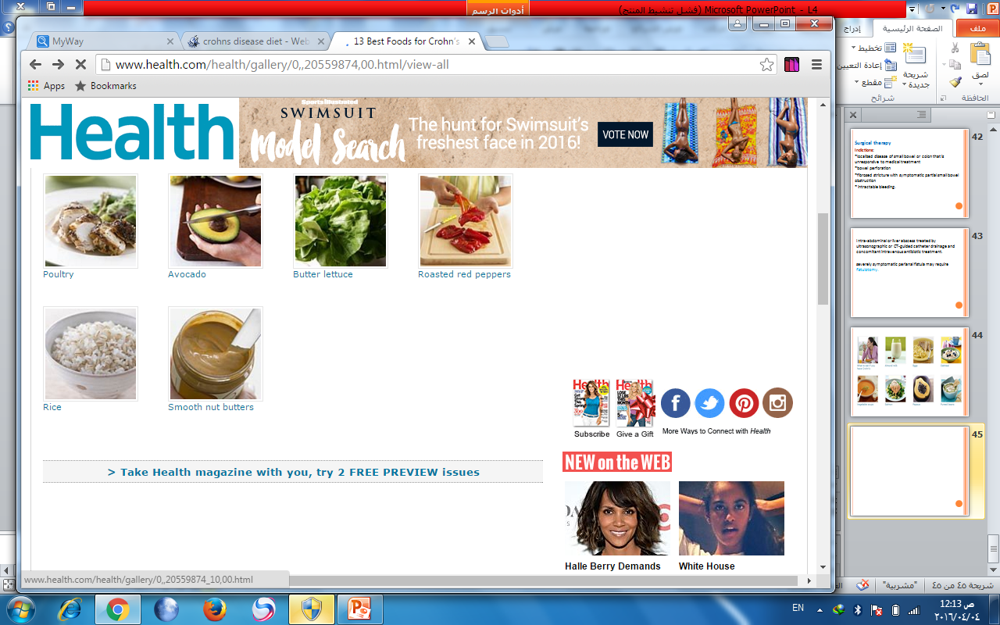 Microsoft PowerPoint - L4 (فشل تنشيط المنتج)
أدوات الرسم
MyWay
crohns disease diet - Web
13 Best Foods for Crohn's
www.health.com/health/gallery/0,,20559874,00.html/view-all
Apps
Bookmarks
ملف
الصفحة الرئيسية
إدراج
لصق
الحافظة
شريحة
جديدة
تخطيط
إعادة التعيين
مقطع
شرائح
Health
Sports Illustrated
SWIMSUIT
Model Search
The hunt for Swimsuit's
freshest face in 2016!
VOTE NOW
Poultry
Avocado
Butter lettuce
Roasted red peppers
Rice
Smooth nut butters
Health
Health
Subscribe
Give a Gift
More Ways to Connect with Health
> Take Health magazine with you, try 2 FREE PREVIEW issues
NEW on the WEB
Halle Berry Demands
White House
www.health.com/health/gallery/0,,20559874_10,00.html
42
Surgical therapy
Indictions:
*localised disease of small bowel or colon that is
unresponsive to medical treatment
*bowel perforation
*fibrosed stricture with symptomatic partial small bowel
obstruction
* Intractable bleeding.
43
Intra-abdominal or liver abscess treated by
ultrasonographic or CT-guided catheter drainage and
concomitant intravenous antibiotic treatment.
severely symptomatic perianal fistula may require
fistulotomy.
44
45
شريحة ٤٥ من ٤٥
"مشربية"
EN
12:13 ص
٢٠١٦/٠٤/٠٤